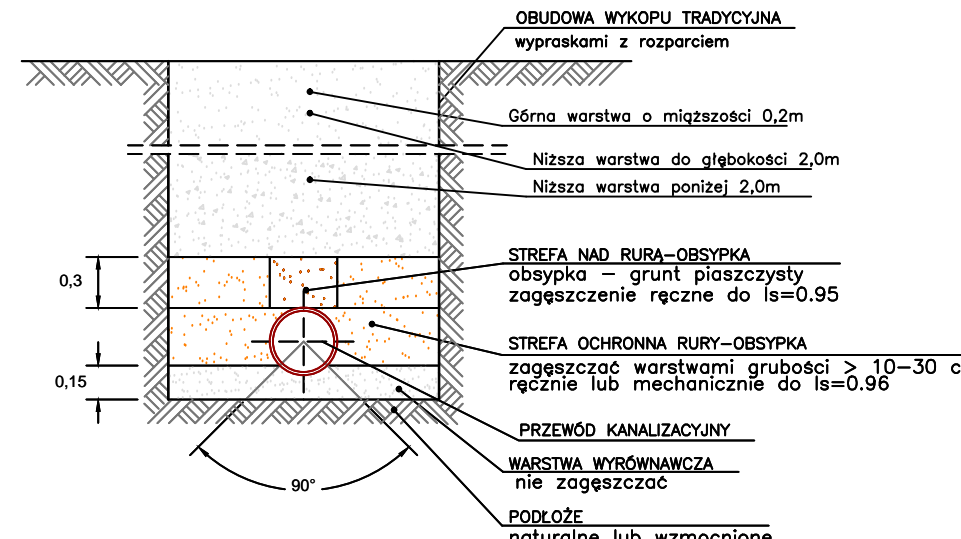 OBUDOWA WYKOPU TRADYCYJNA
wypraskami z rozparciem
Górna warstwa o miąższości 0,2m
Niższa warstwa do głębokości 2,0m
Niższa warstwa poniżej 2,0m
0,3
STREFA NAD RURĄ-OBSYPKA
obsypka – grunt piaszczysty
zagęszczenie ręczne do Is=0.95
STREFA OCHRONNA RURY-OBSYPKA
zagęszczać warstwami grubości > 10-30 c
ręcznie lub mechanicznie do Is=0.96
0,15
PRZEWÓD KANALIZACYJNY
WARSTWA WYRÓWNAWCZA
nie zagęszczać
90°
PODŁOŻE
naturalne lub wzmocnione